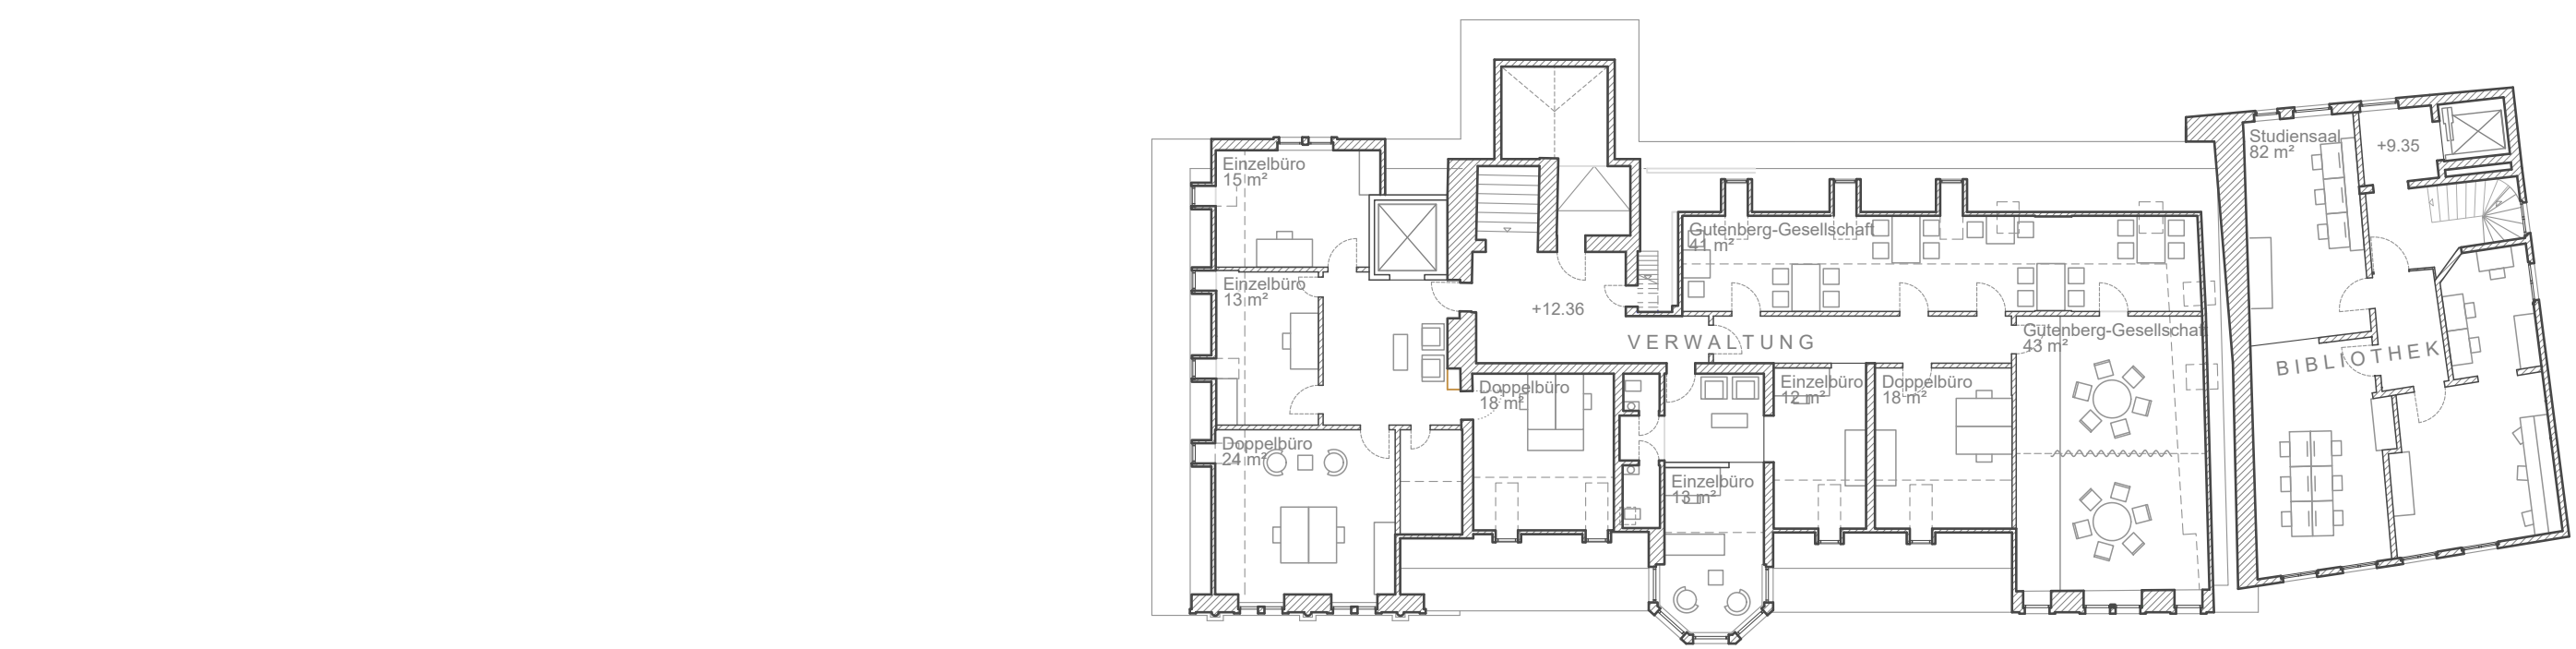 Einzelbüro
15 m²
Einzelbüro
13 m²
Doppelbüro
24 m²
+12.36
VERWALTUNG
Doppelbüro
18 m²
Einzelbüro
13 m²
Einzelbüro
12 m²
Doppelbüro
18 m²
Gutenberg-Gesellschaft
41 m²
Gutenberg-Gesellschaft
43 m²
Studiensaal
82 m²
+9.35
BIBLIOTHEK